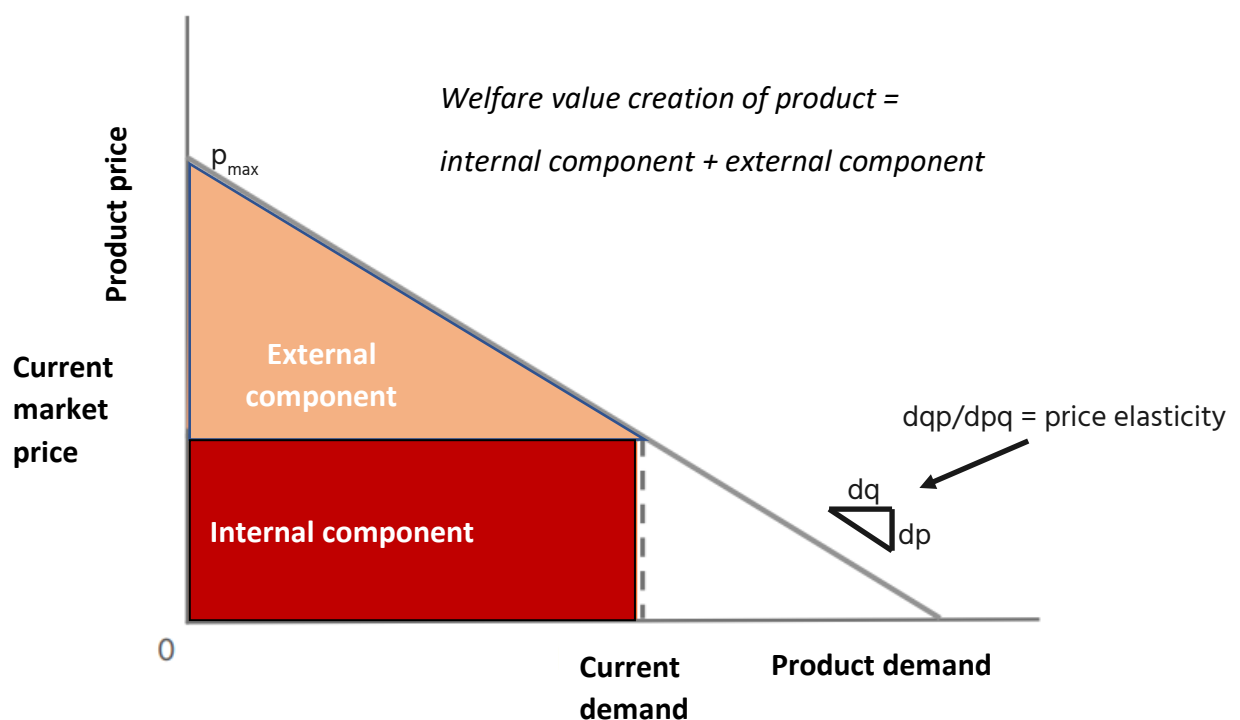 Welfare value creation of product =
internal component + external component
Product price
p_max
External
component
Current
market
price
dqp/dpq = price elasticity
dq
dp
Internal component
0
Current
demand
Product demand